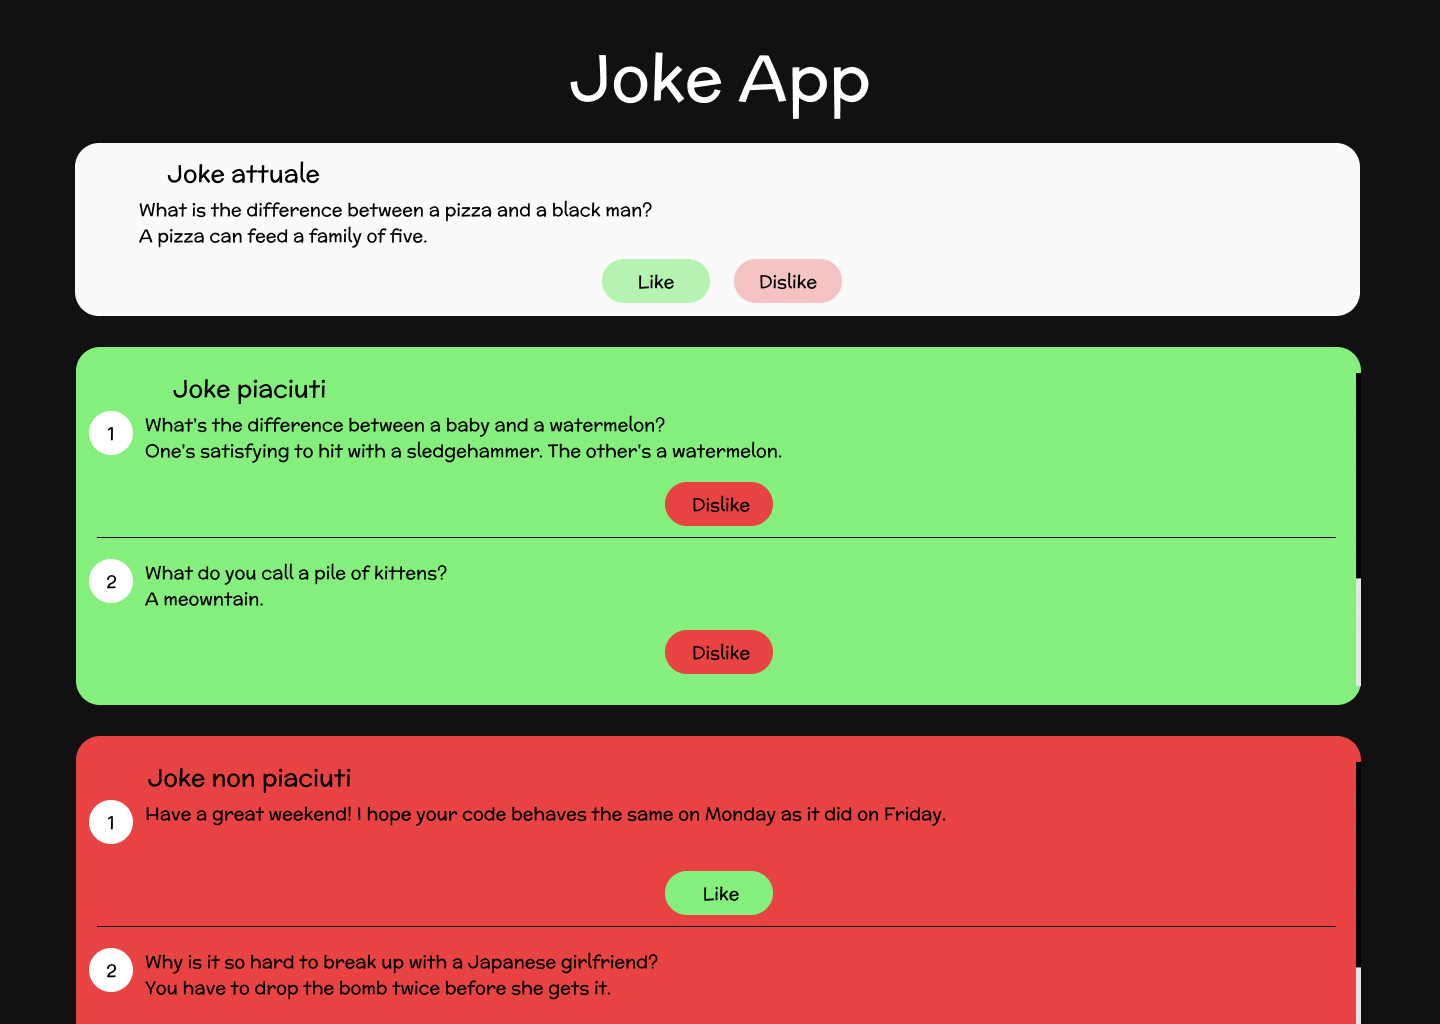 Joke App
Joke attuale
What is the difference between a pizza and a black man?
A pizza can feed a family of five.
Like
Dislike
Joke piaciuti
1
What's the difference between a baby and a watermelon?
One's satisfying to hit with a sledgehammer. The other's a watermelon.
Dislike
2
What do you call a pile of kittens?
A meowntain.
Dislike
Joke non piaciuti
1
Have a great weekend! I hope your code behaves the same on Monday as it did on Friday.
Like
2
Why is it so hard to break up with a Japanese girlfriend?
You have to drop the bomb twice before she gets it.